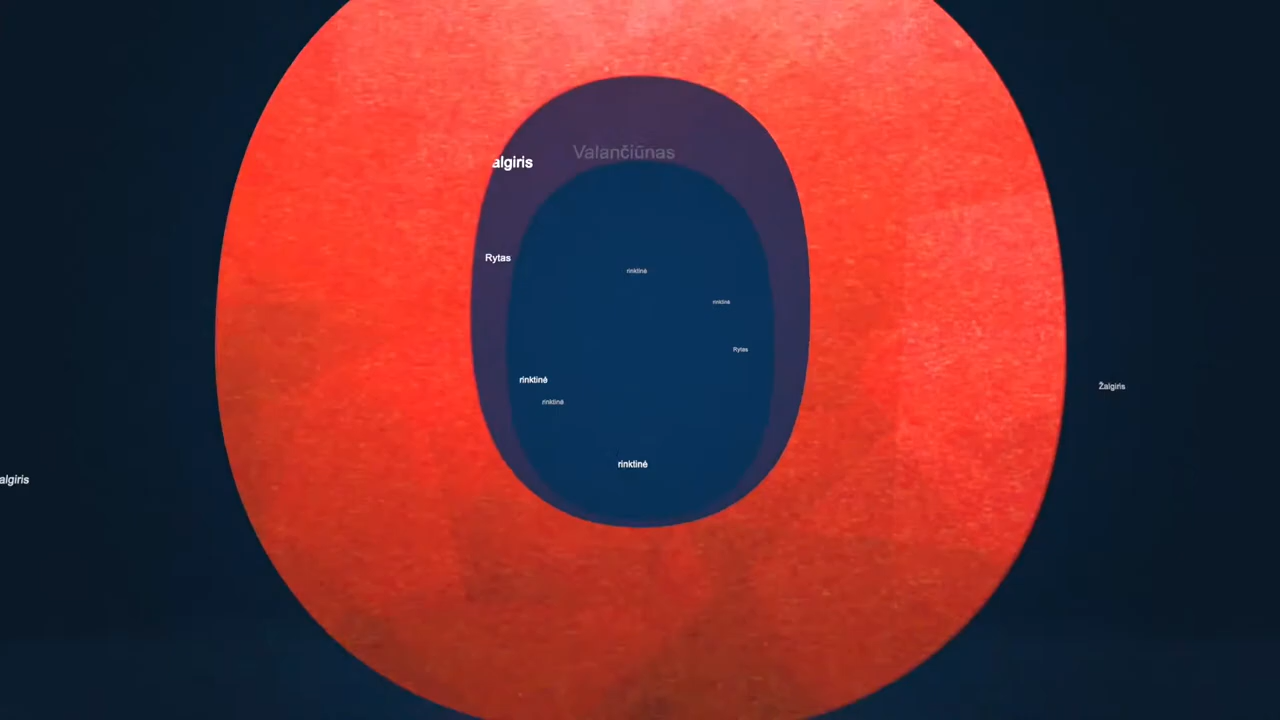 Valančiūnas
algiris
Rytas
rinktinė
rinktinė
Rytas
rinktinė
Žalgiris
rinktinė
rinktinė
algiris